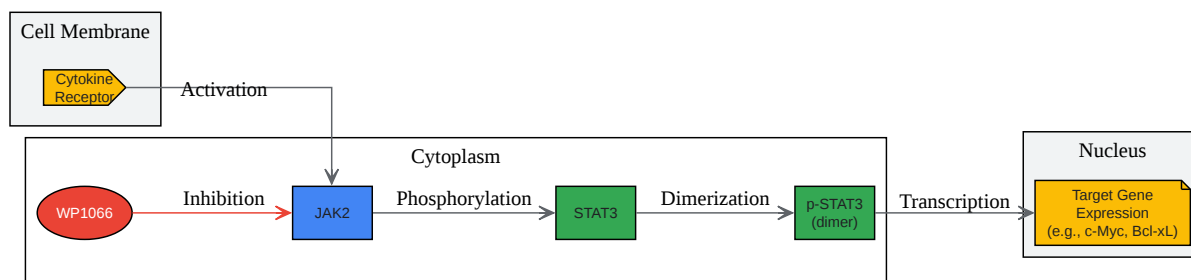 Cell Membrane
Cytokine
Receptor
Activation
Cytoplasm
Nucleus
WP1066
Inhibition
JAK2
Phosphorylation
STAT3
Dimerization
p-STAT3
(dimer)
Transcription
Target Gene
Expression
(e.g., c-Myc, Bcl-xL)